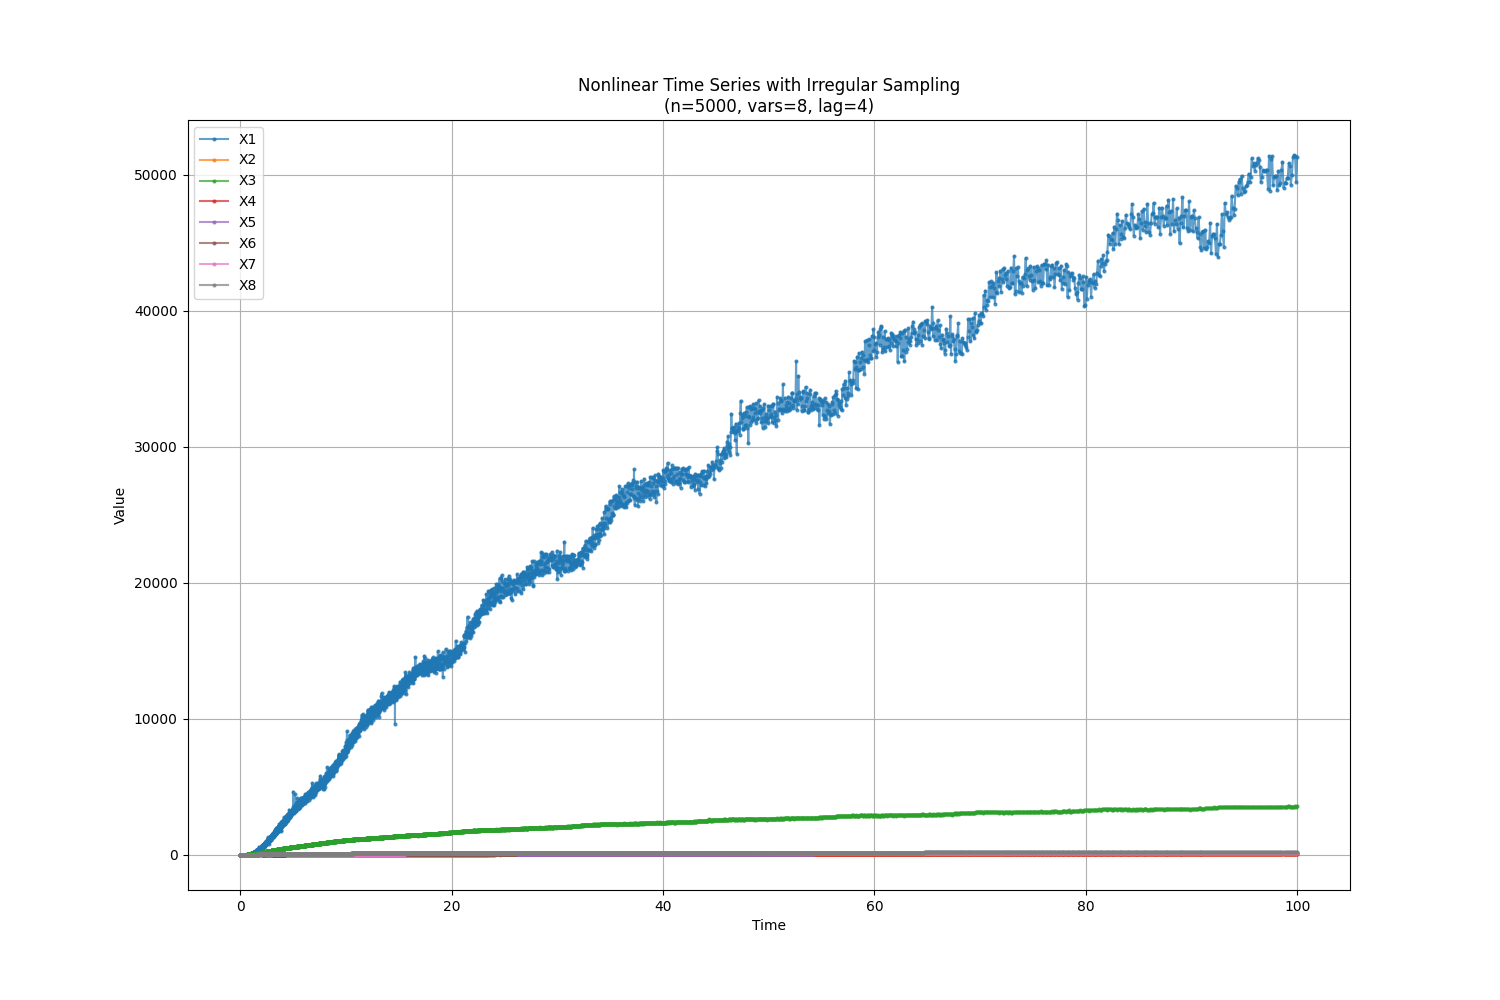 Nonlinear Time Series with Irregular Sampling
(n=5000, vars=8, lag=4)
X1
X2
X3
X4
X5
X6
X7
X8
Value
50000
40000
30000
20000
10000
0
0 20 40 60 80 100
Time